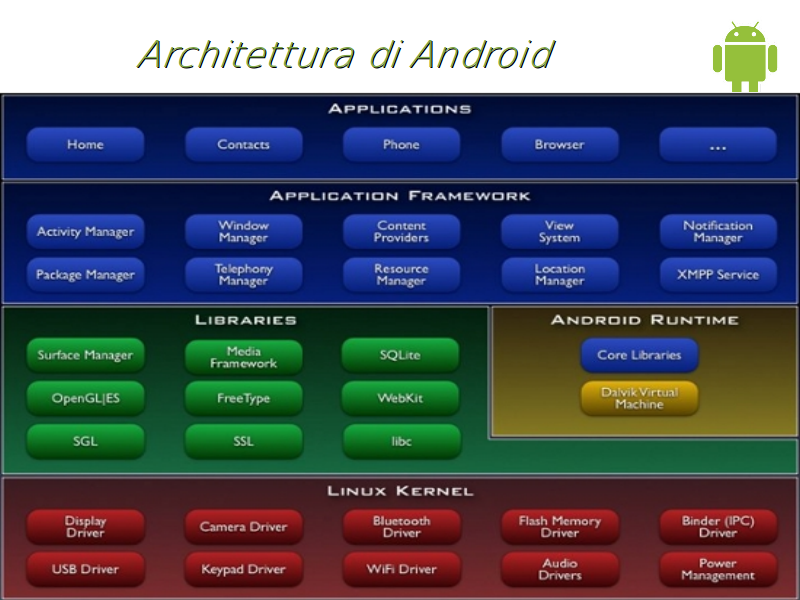 Architettura di Android
APPLICATIONS
Home
Contacts
Phone
Browser
...
APPLICATION FRAMEWORK
Activity Manager
Window
Manager
Content
Providers
View
System
Notification
Manager
Package Manager
Telephony
Manager
Resource
Manager
Location
Manager
XMPP Service
LIBRARIES
Surface Manager
Media
Framework
SQLite
OpenGL|ES
FreeType
WebKit
SGL
SSL
libc
ANDROID RUNTIME
Core Libraries
Dalvik Virtual
Machine
LINUX KERNEL
Display
Driver
Camera Driver
Bluetooth
Driver
Flash Memory
Driver
Binder (IPC)
Driver
USB Driver
Keypad Driver
WiFi Driver
Audio
Drivers
Power
Management